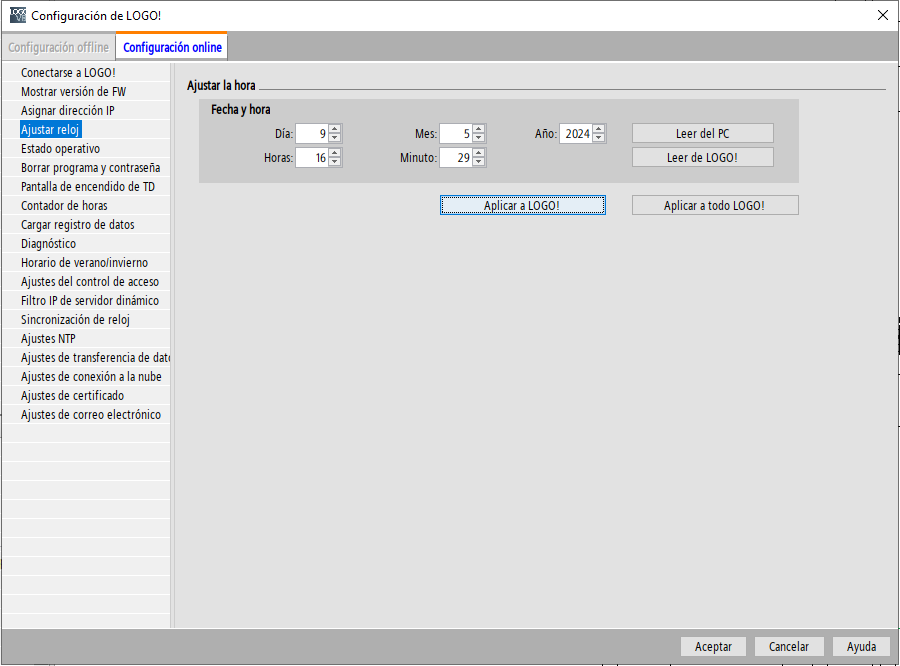 Configuración de LOGO!
Configuración offline
Configuración online
Conectarse a LOGO!
Mostrar versión de FW
Asignar dirección IP
Ajustar reloj
Estado operativo
Borrar programa y contraseña
Pantalla de encendido de TD
Contador de horas
Cargar registro de datos
Diagnóstico
Horario de verano/invierno
Ajustes del control de acceso
Filtro IP de servidor dinámico
Sincronización de reloj
Ajustes NTP
Ajustes de transferencia de dato
Ajustes de conexión a la nube
Ajustes de certificado
Ajustes de correo electrónico
Ajustar la hora
Fecha y hora
Día: 9 Mes: 5 Año: 2024 Leer del PC
Horas: 16 Minuto: 29 Leer de LOGO!
Aplicar a LOGO! Aplicar a todo LOGO!
Aceptar Cancelar Ayuda